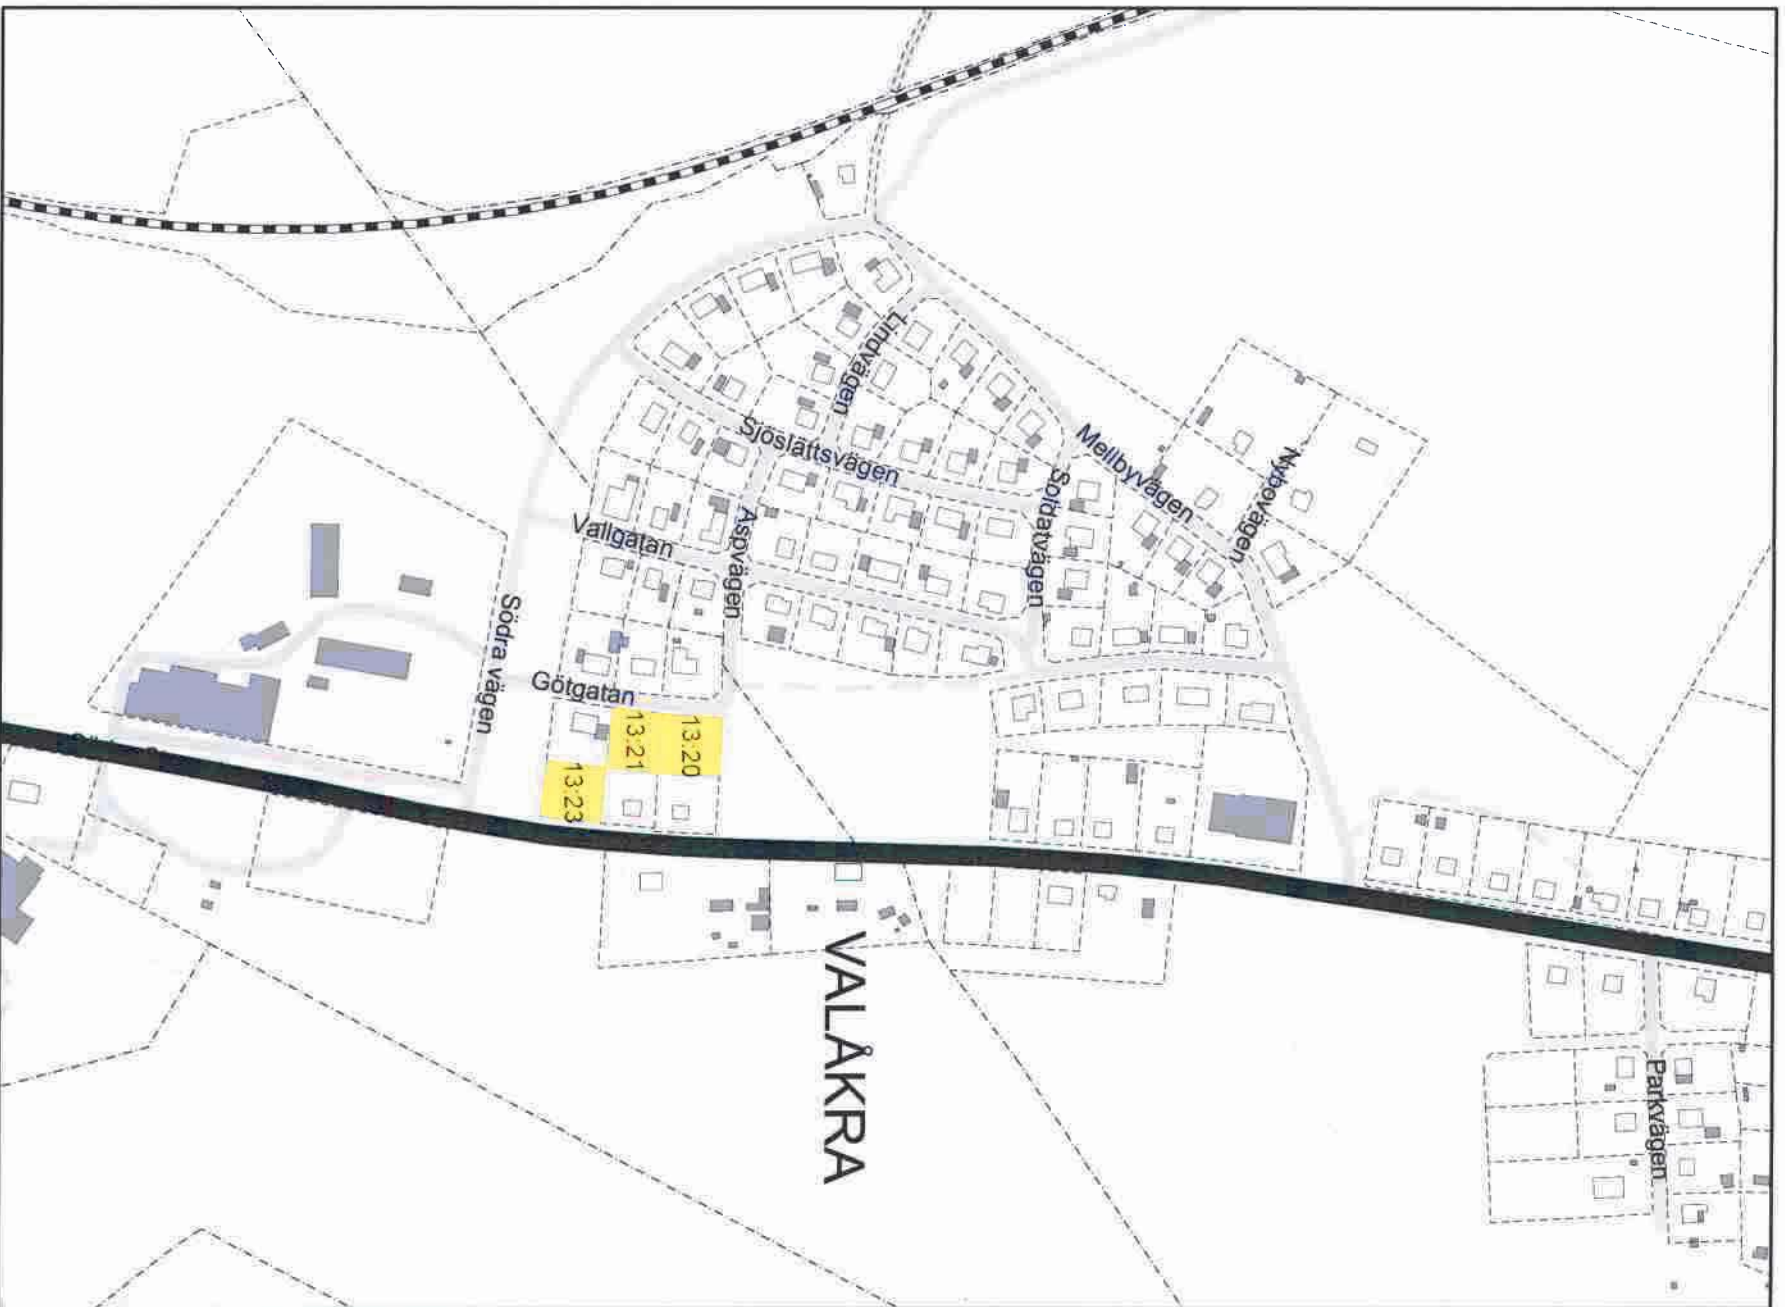 Lindvägen
Sjöslättsvägen
Mellbyvägen
Nybovägen
Soldatvägen
Aspvägen
Vallgatan
Södra vägen
Götgatan
13:21
13:20
13:23
VALÅKRA
Parkvägen